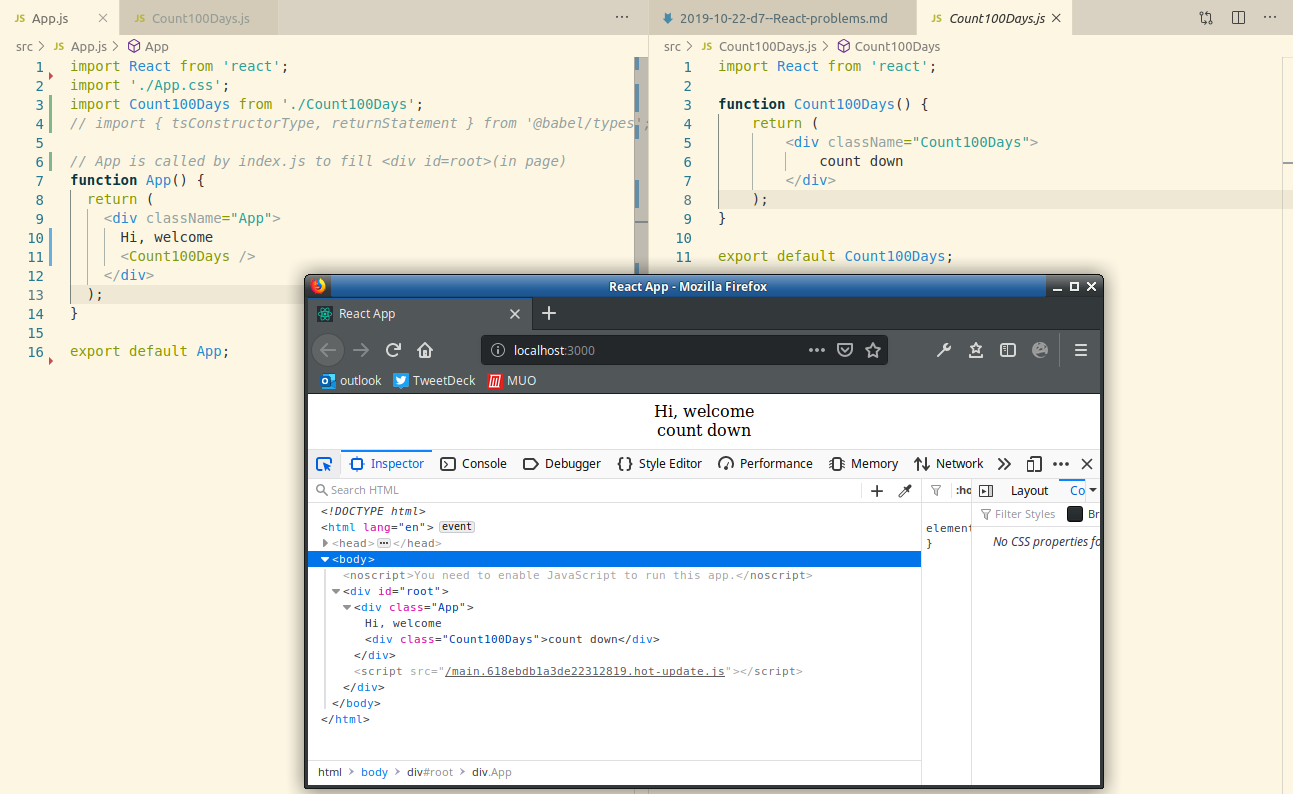 App.js
Count100Days.js
src > App.js > App
1 import React from 'react';
2 import './App.css';
3 import Count100Days from './Count100Days';
4 // import { tsConstructorType, returnStatement } from '@babel/types';
5
6 // App is called by index.js to fill <div id=root>(in page)
7 function App() {
8 return (
9 <div className="App">
10 Hi, welcome
11 <Count100Days />
12 </div>
13 );
14 }
15
16 export default App;
2019-10-22-d7--React-problems.md
Count100Days.js
src > Count100Days.js > Count100Days
1 import React from 'react';
2
3 function Count100Days() {
4 return (
5 <div className="Count100Days">
6 count down
7 </div>
8 );
9 }
10
11 export default Count100Days;
React App - Mozilla Firefox
React App
localhost:3000
outlook TweetDeck MUO
Hi, welcome
count down
Inspector Console Debugger Style Editor Performance Memory Network
Search HTML
:ho
Layout Co
Filter Styles Br
element
}
No CSS properties fo
<!DOCTYPE html>
<html lang="en"> event
<head> ••• </head>
<body>
<noscript>You need to enable JavaScript to run this app.</noscript>
<div id="root">
<div class="App">
Hi, welcome
<div class="Count100Days">count down</div>
</div>
<script src="/main.618ebdb1a3de22312819.hot-update.js"></script>
</div>
</body>
</html>
html > body > div#root > div.App